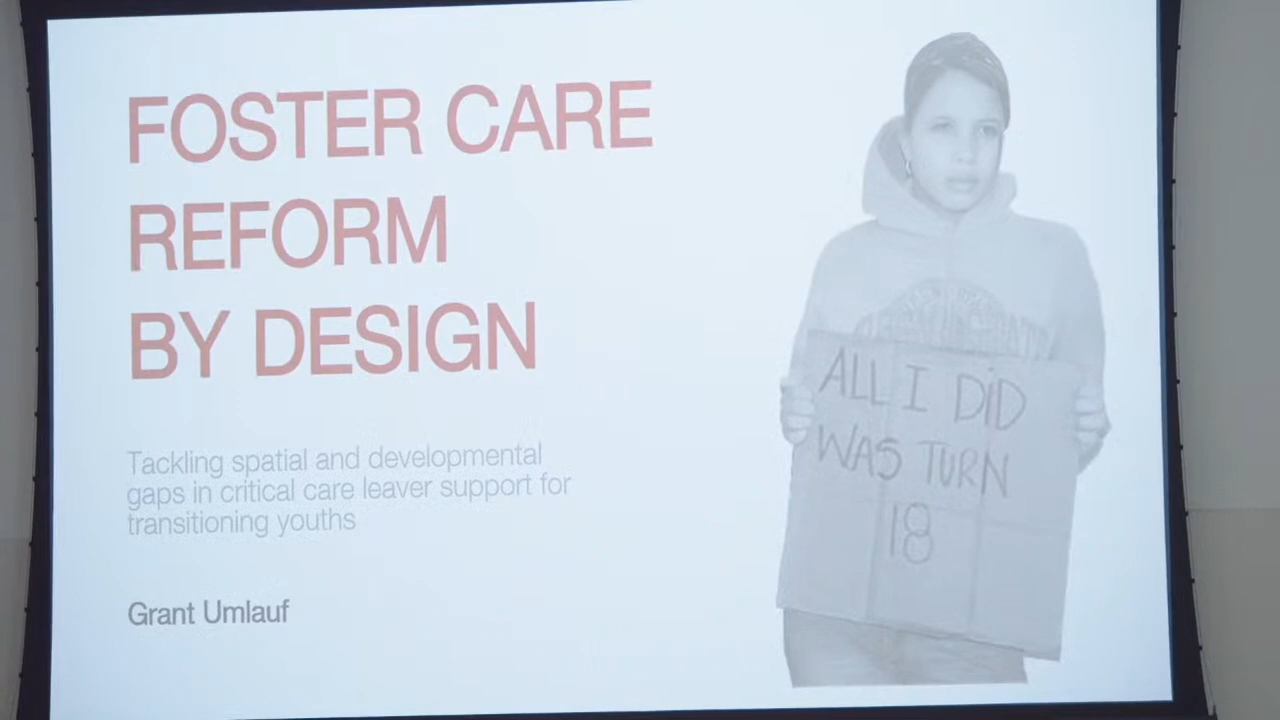 FOSTER CARE
REFORM
BY DESIGN
Tackling spatial and developmental
gaps in critical care leaver support for
transitioning youths
Grant Umlauf
ALL I DiD
WAS TURN
18